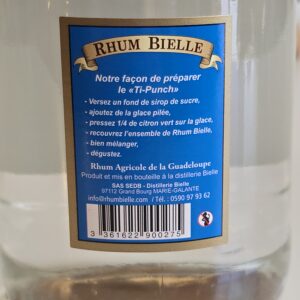 RHUM BIELLE
Notre façon de préparer
le «Ti-Punch»
- Versez un fond de sirop de sucre,
- ajoutez de la glace pilée,
- pressez 1/4 de citron vert sur la glace,
- recouvrez l'ensemble de Rhum Bielle,
- bien mélanger,
- dégustez.
Rhum Agricole de la Guadeloupe
Produit et mis en bouteille à la distillerie Bielle
SAS SEDB - Distillerie Bielle
97112 Grand Bourg MARIE-GALANTE
info@rhumbielle.com / Tél. : 0590 97 93 62
3 361622 900275